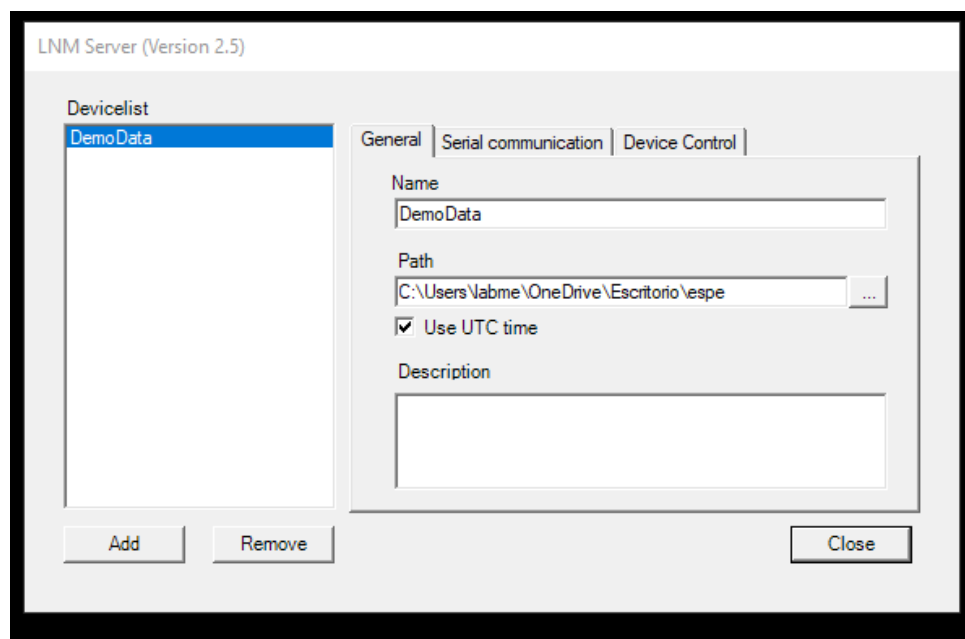 LNM Server (Version 2.5)
Devicelist
DemoData
General Serial communication Device Control
Name
DemoData
Path
C:\Users\labme\OneDrive\Escritorio\espe ...
Use UTC time
Description
Add Remove Close